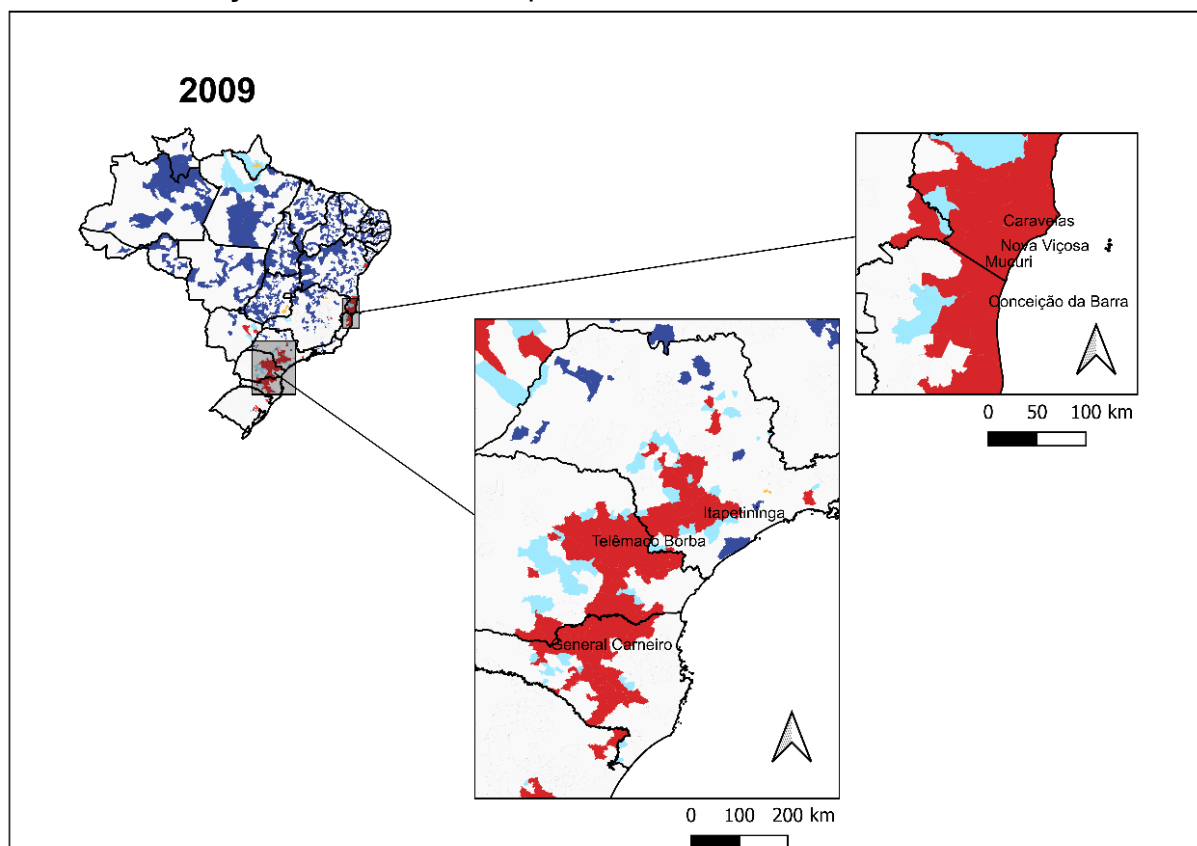 2009
Caravelas
Nova Viçosa
Mucuri
Conceição da Barra
0 50 100 km
Itapetininga
Telêmaco Borba
General Carneiro
0 100 200 km